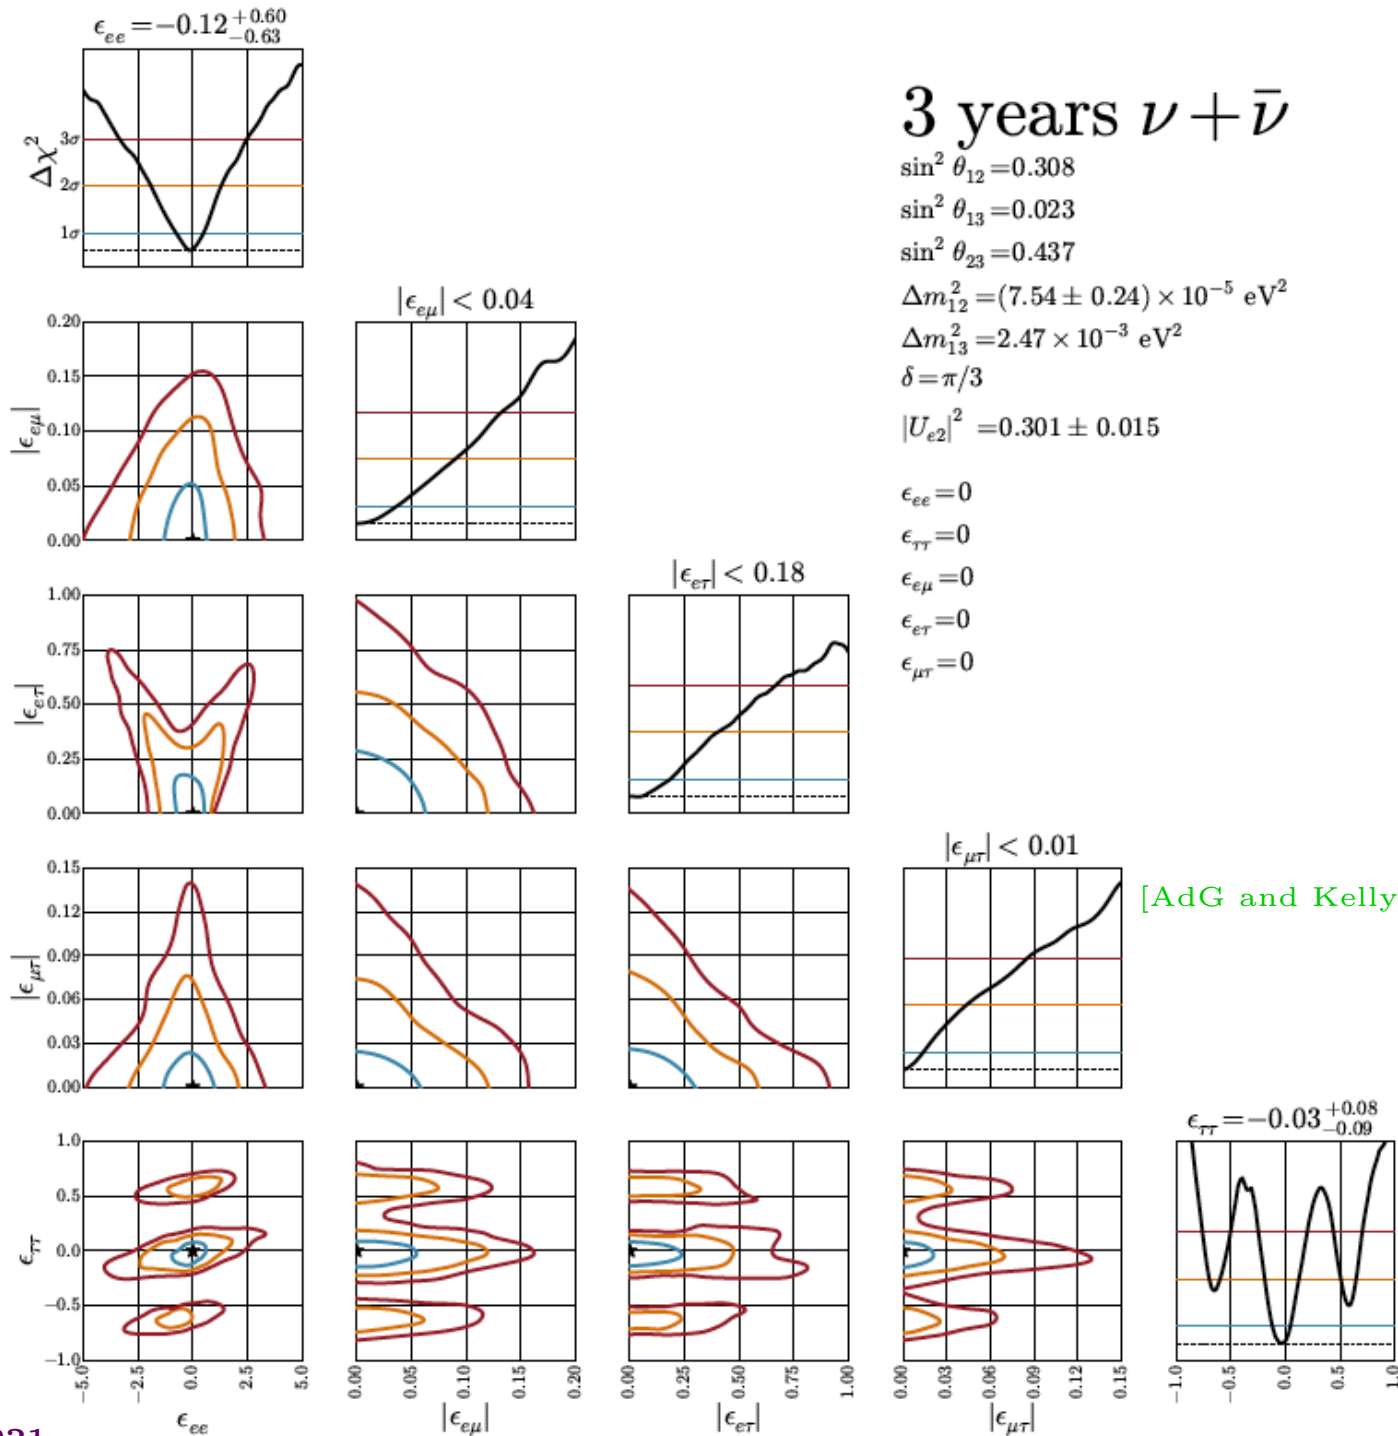 ϵ_ee = −0.12 +0.60 −0.63
Δχ²
3σ
2σ
1σ
3 years ν + ν̄
sin² θ₁₂ = 0.308
sin² θ₁₃ = 0.023
sin² θ₂₃ = 0.437
Δm²₁₂ = (7.54 ± 0.24) × 10⁻⁵ eV²
Δm²₁₃ = 2.47 × 10⁻³ eV²
δ = π/3
|U_e2|² = 0.301 ± 0.015
ϵ_ee = 0
ϵ_ττ = 0
ϵ_eμ = 0
ϵ_eτ = 0
ϵ_μτ = 0
|ϵ_eμ| < 0.04
|ϵ_eμ|
0.20
0.15
0.10
0.05
0.00
|ϵ_eτ| < 0.18
|ϵ_eτ|
1.00
0.75
0.50
0.25
0.00
|ϵ_μτ| < 0.01
|ϵ_μτ|
0.15
0.12
0.09
0.06
0.03
0.00
[AdG and Kelly
ϵ_ττ = −0.03 +0.08 −0.09
ϵ_ττ
1.0
0.5
0.0
−0.5
−1.0
−5.0 −2.5 0.0 2.5 5.0
0.00 0.05 0.10 0.15 0.20
0.00 0.25 0.50 0.75 1.00
0.00 0.03 0.06 0.09 0.12 0.15
−1.0 −0.5 0.0 0.5 1.0
ϵ_ee
|ϵ_eμ|
|ϵ_eτ|
|ϵ_μτ|